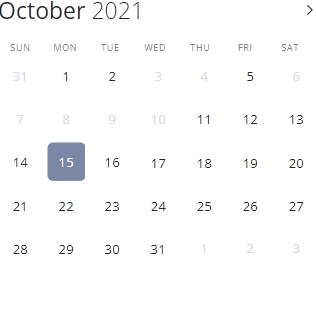 October 2021
SUN MON TUE WED THU FRI SAT
31 1 2 3 4 5 6
7 8 9 10 11 12 13
14 15 16 17 18 19 20
21 22 23 24 25 26 27
28 29 30 31 1 2 3